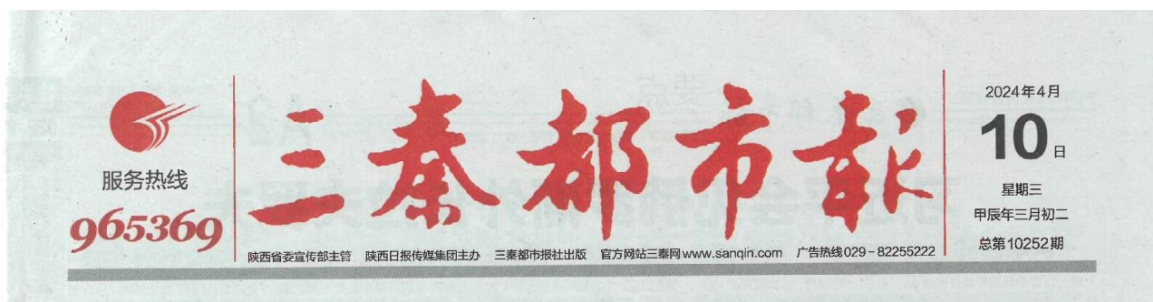 服务热线
965369
三秦都市報
陕西省委宣传部主管 陕西日报传媒集团主办 三秦都市报社出版 官方网站三秦网www.sanqin.com 广告热线029-82255222
2024年4月
10日
星期三
甲辰年三月初二
总第10252期